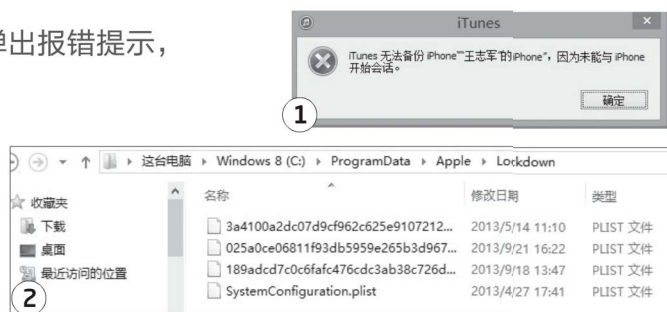 弹出报错提示，
iTunes
iTunes 无法备份 iPhone“"王志军"的iPhone”，因为未能与 iPhone
开始会话。
确定
1
这台电脑 ▸ Windows 8 (C:) ▸ ProgramData ▸ Apple ▸ Lockdown
收藏夹
下载
桌面
最近访问的位置
名称 修改日期 类型
3a4100a2dc07d9cf962c625e9107212... 2013/5/14 11:10 PLIST 文件
025a0ce06811f93db5959e265b3d967... 2013/9/21 16:22 PLIST 文件
189adcd7c0c6fafc476cdc3ab38c726d... 2013/9/18 13:47 PLIST 文件
SystemConfiguration.plist 2013/4/27 17:41 PLIST 文件
2